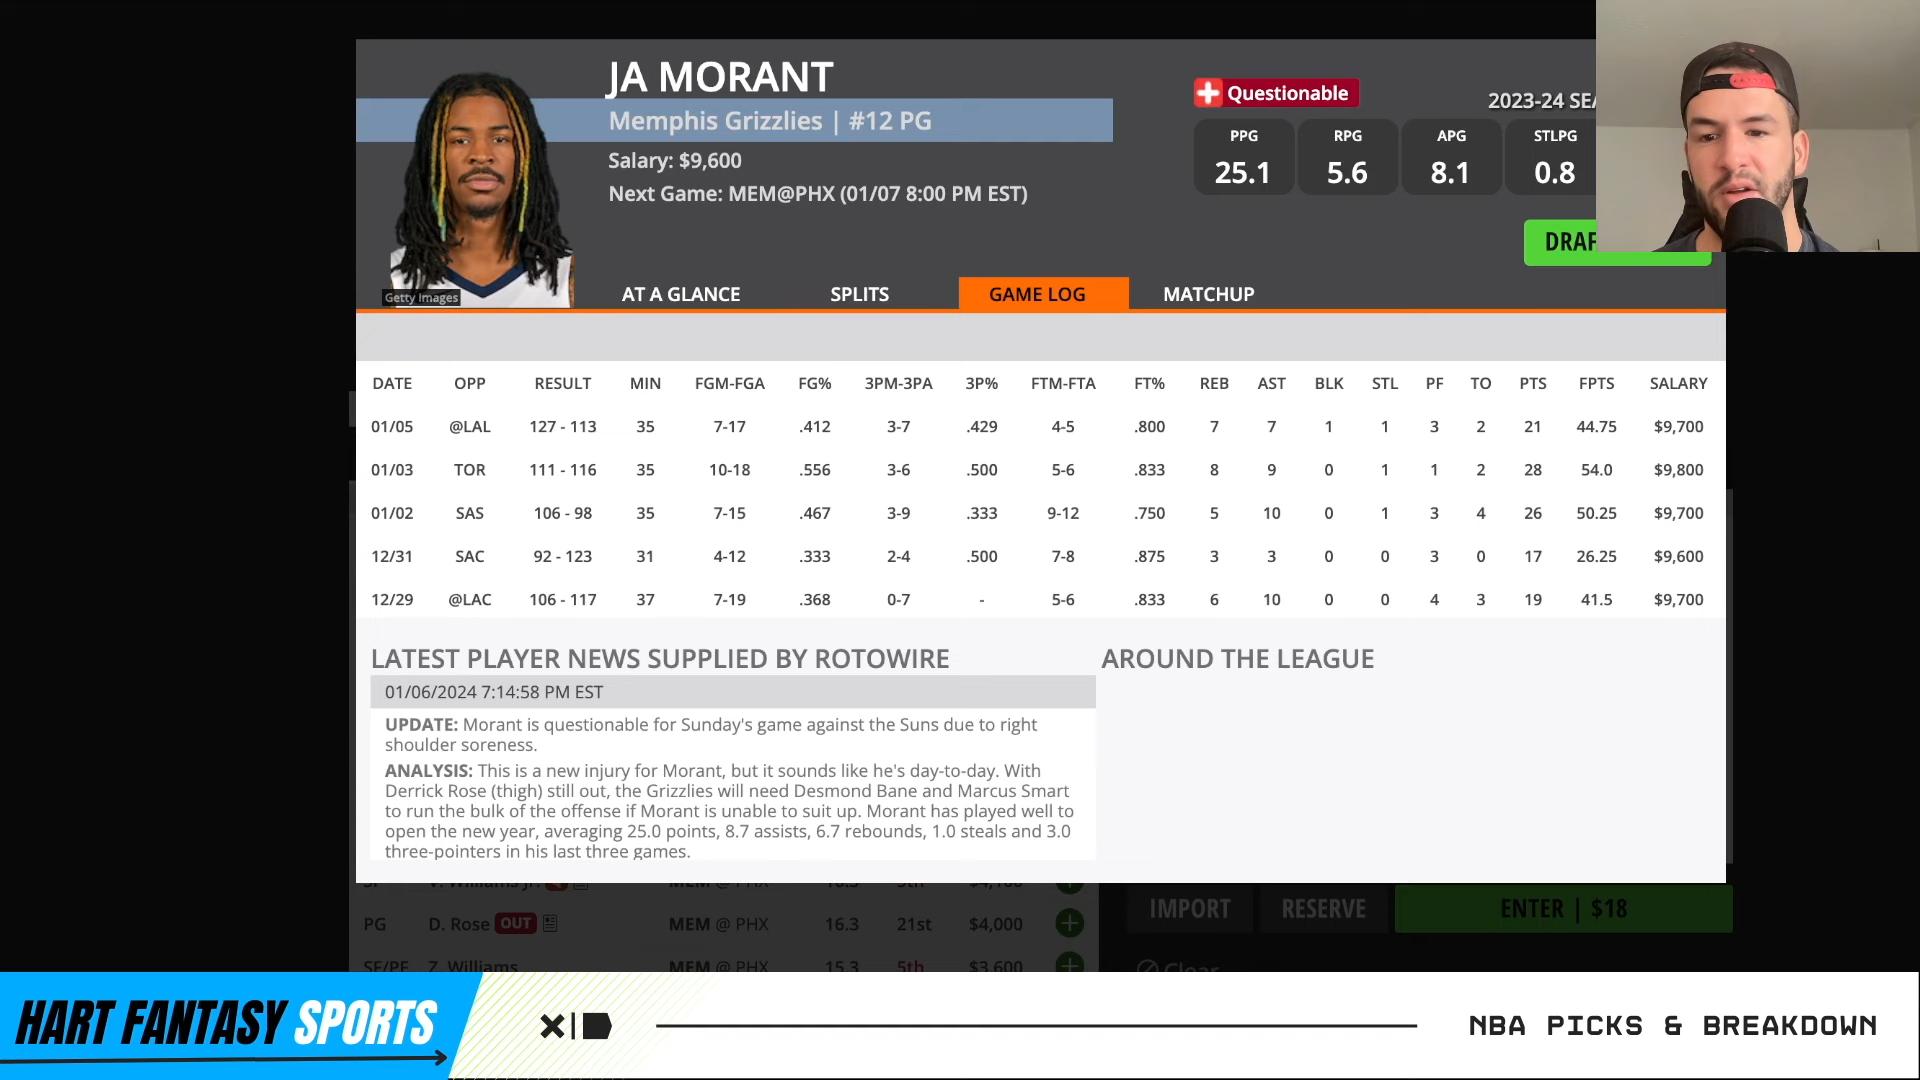 JA MORANT
Memphis Grizzlies | #12 PG
Salary: $9,600
Next Game: MEM@PHX (01/07 8:00 PM EST)
Questionable
2023-24 SEA
PPG RPG APG STLPG
25.1 5.6 8.1 0.8
DRAF
Getty Images
AT A GLANCE SPLITS GAME LOG MATCHUP
DATE OPP RESULT MIN FGM-FGA FG% 3PM-3PA 3P% FTM-FTA FT% REB AST BLK STL PF TO PTS FPTS SALARY
01/05 @LAL 127 - 113 35 7-17 .412 3-7 .429 4-5 .800 7 7 1 1 3 2 21 44.75 $9,700
01/03 TOR 111 - 116 35 10-18 .556 3-6 .500 5-6 .833 8 9 0 1 1 2 28 54.0 $9,800
01/02 SAS 106 - 98 35 7-15 .467 3-9 .333 9-12 .750 5 10 0 1 3 4 26 50.25 $9,700
12/31 SAC 92 - 123 31 4-12 .333 2-4 .500 7-8 .875 3 3 0 0 3 0 17 26.25 $9,600
12/29 @LAC 106 - 117 37 7-19 .368 0-7 - 5-6 .833 6 10 0 0 4 3 19 41.5 $9,700
LATEST PLAYER NEWS SUPPLIED BY ROTOWIRE
AROUND THE LEAGUE
01/06/2024 7:14:58 PM EST
UPDATE: Morant is questionable for Sunday's game against the Suns due to right
shoulder soreness.
ANALYSIS: This is a new injury for Morant, but it sounds like he's day-to-day. With
Derrick Rose (thigh) still out, the Grizzlies will need Desmond Bane and Marcus Smart
to run the bulk of the offense if Morant is unable to suit up. Morant has played well to
open the new year, averaging 25.0 points, 8.7 assists, 6.7 rebounds, 1.0 steals and 3.0
three-pointers in his last three games.
V. Williams Jr. MEM @ PHX
IMPORT RESERVE ENTER | $18
PG D. Rose OUT MEM @ PHX 16.3 21st $4,000
SF/PF Z. Williams MEM @ PHX 15.3 5th $3,600
Clear
HART FANTASY SPORTS
NBA PICKS & BREAKDOWN